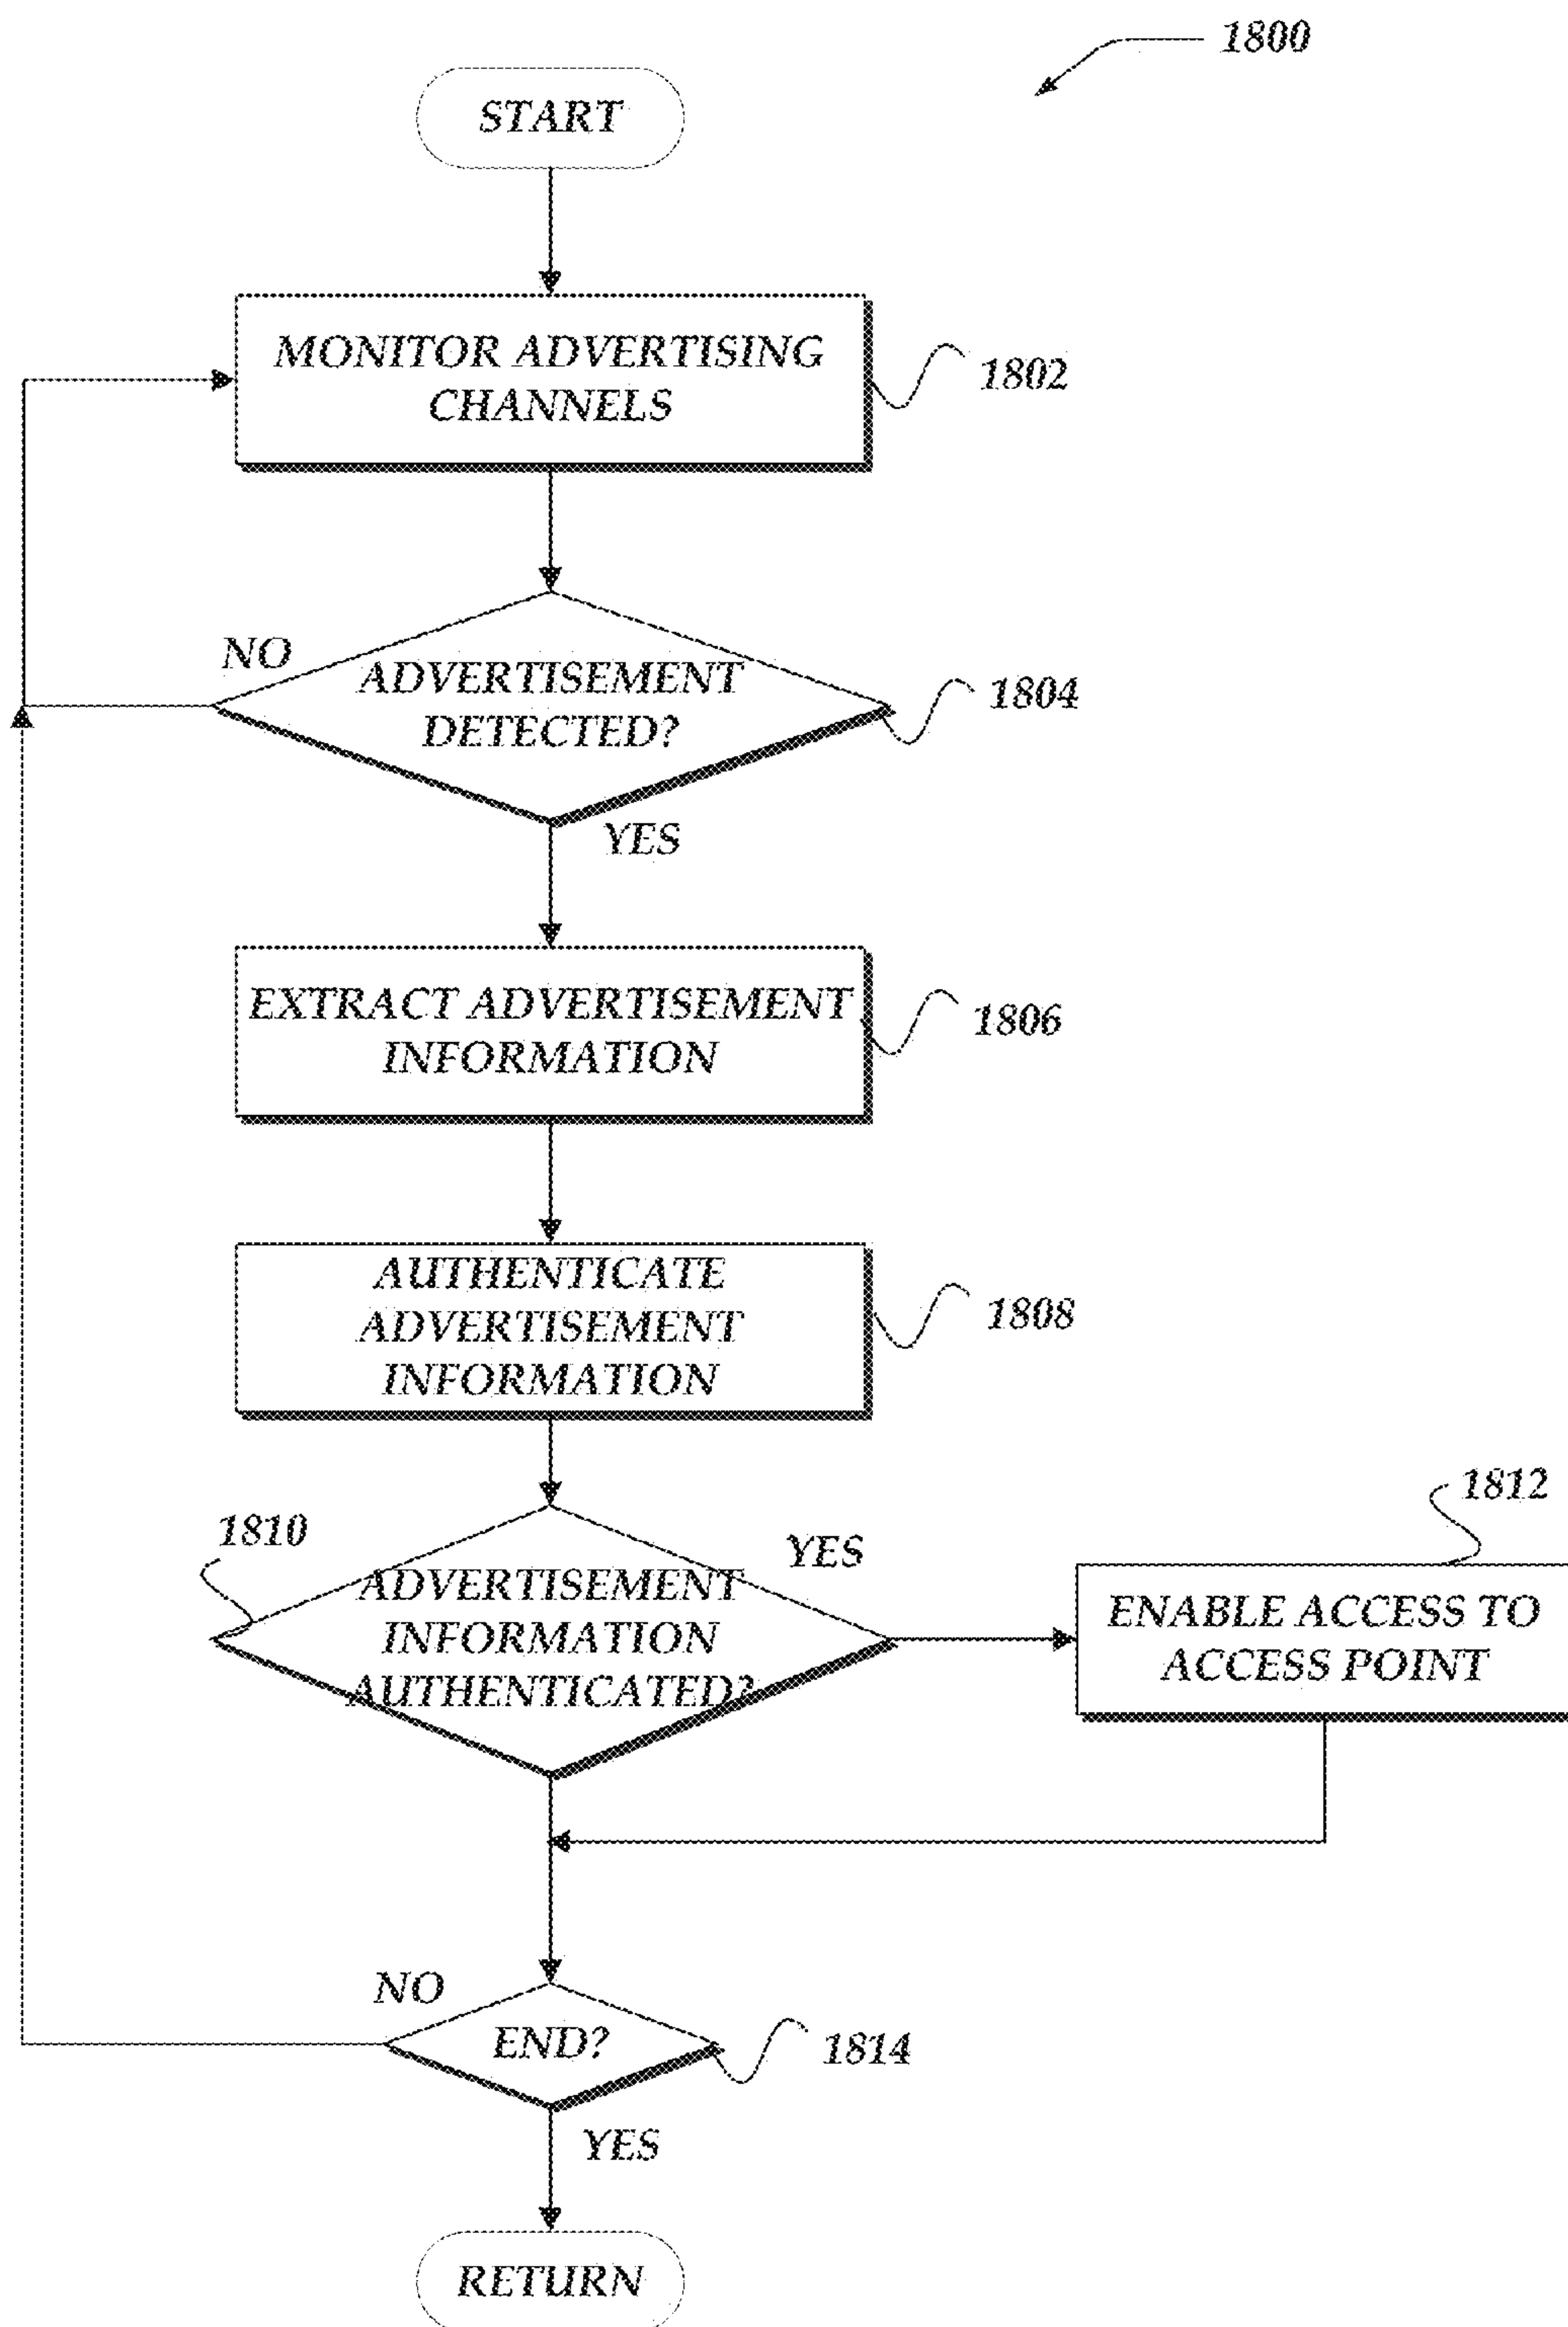 1800
START
MONITOR ADVERTISING
CHANNELS
1802
NO
ADVERTISEMENT
DETECTED?
1804
YES
EXTRACT ADVERTISEMENT
INFORMATION
1806
AUTHENTICATE
ADVERTISEMENT
INFORMATION
1808
1810
ADVERTISEMENT
INFORMATION
AUTHENTICATED?
YES
1812
ENABLE ACCESS TO
ACCESS POINT
NO
END?
1814
YES
RETURN